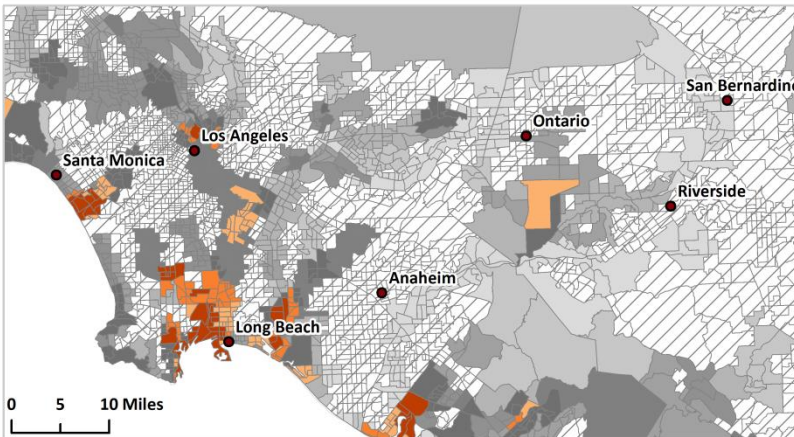 San Bernardino
Ontario
Los Angeles
Santa Monica
Riverside
Anaheim
Long Beach
0 5 10 Miles